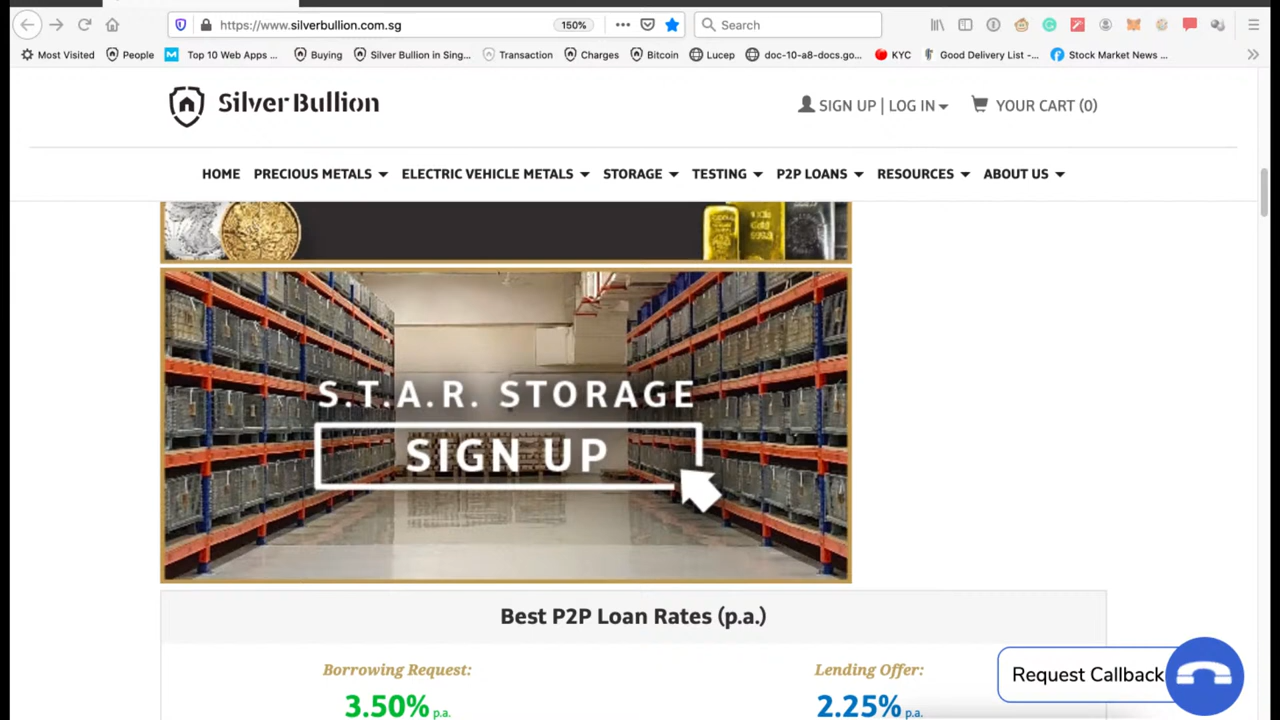 https://www.silverbullion.com.sg
150%
Search
Most Visited
People
Top 10 Web Apps ...
Buying
Silver Bullion in Sing...
Transaction
Charges
Bitcoin
Lucep
doc-10-a8-docs.go...
KYC
Good Delivery List -...
Stock Market News ...
Silver Bullion
SIGN UP | LOG IN
YOUR CART (0)
HOME
PRECIOUS METALS
ELECTRIC VEHICLE METALS
STORAGE
TESTING
P2P LOANS
RESOURCES
ABOUT US
S.T.A.R. STORAGE
SIGN UP
Best P2P Loan Rates (p.a.)
Borrowing Request:
3.50% p.a.
Lending Offer:
2.25% p.a.
Request Callback